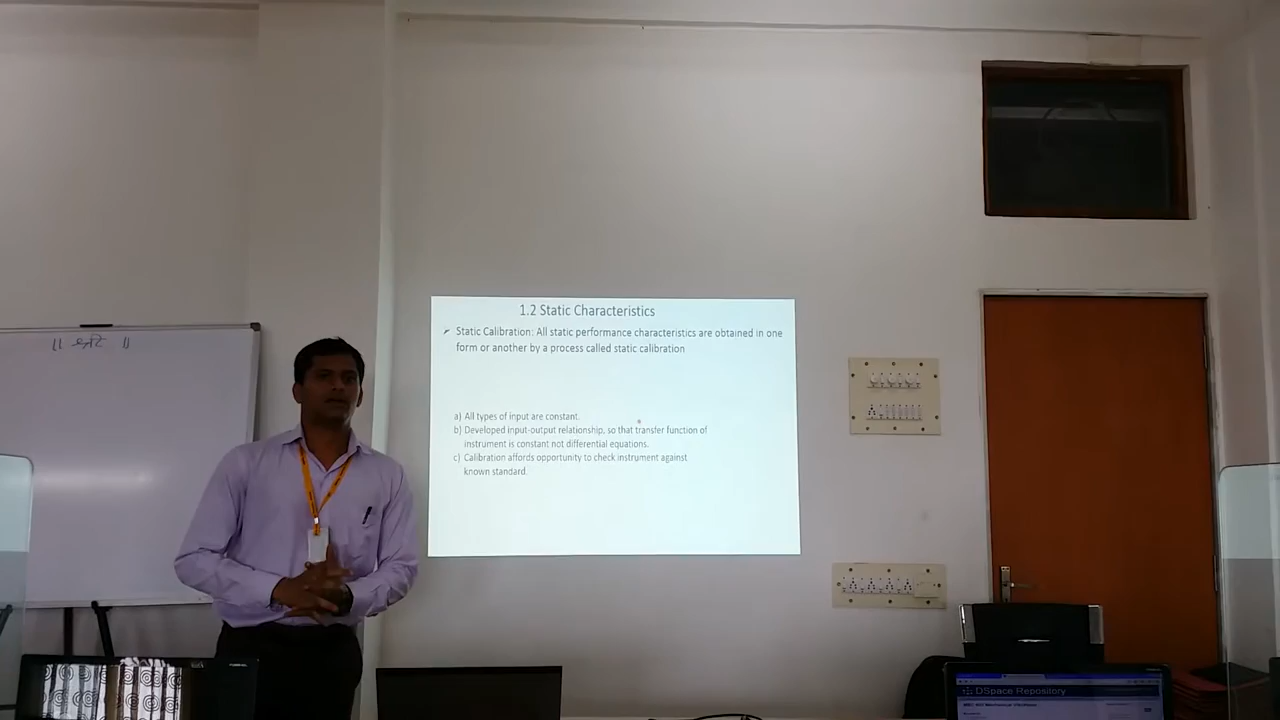 1.2 Static Characteristics
➢ Static Calibration: All static performance characteristics are obtained in one
form or another by a process called static calibration
a) All types of input are constant.
b) Developed input-output relationship, so that transfer function of
instrument is constant not differential equations.
c) Calibration affords opportunity to check instrument against
known standard.
DSpace Repository